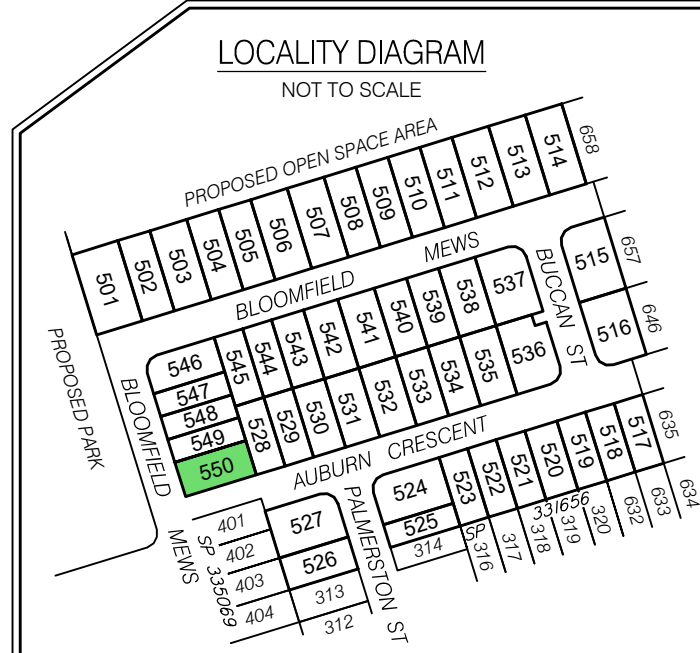 LOCALITY DIAGRAM
NOT TO SCALE
PROPOSED OPEN SPACE AREA
501 502 503 504 505 506 507 508 509 510 511 512 513 514 658
BLOOMFIELD MEWS
BUCCAN ST
515 657
516 646
PROPOSED PARK
BLOOMFIELD MEWS
546 545 544 543 542 541 540 539 538 537
547
548
549
550
528 529 530 531 532 533 534 535 536
AUBURN CRESCENT
524 523 522 521 520 519 518 517 635
525
314
SP 331656
316 317 318 319 320 632 633 634
PALMERSTON ST
527
526
313
312
401
402
403
404
SP 335069